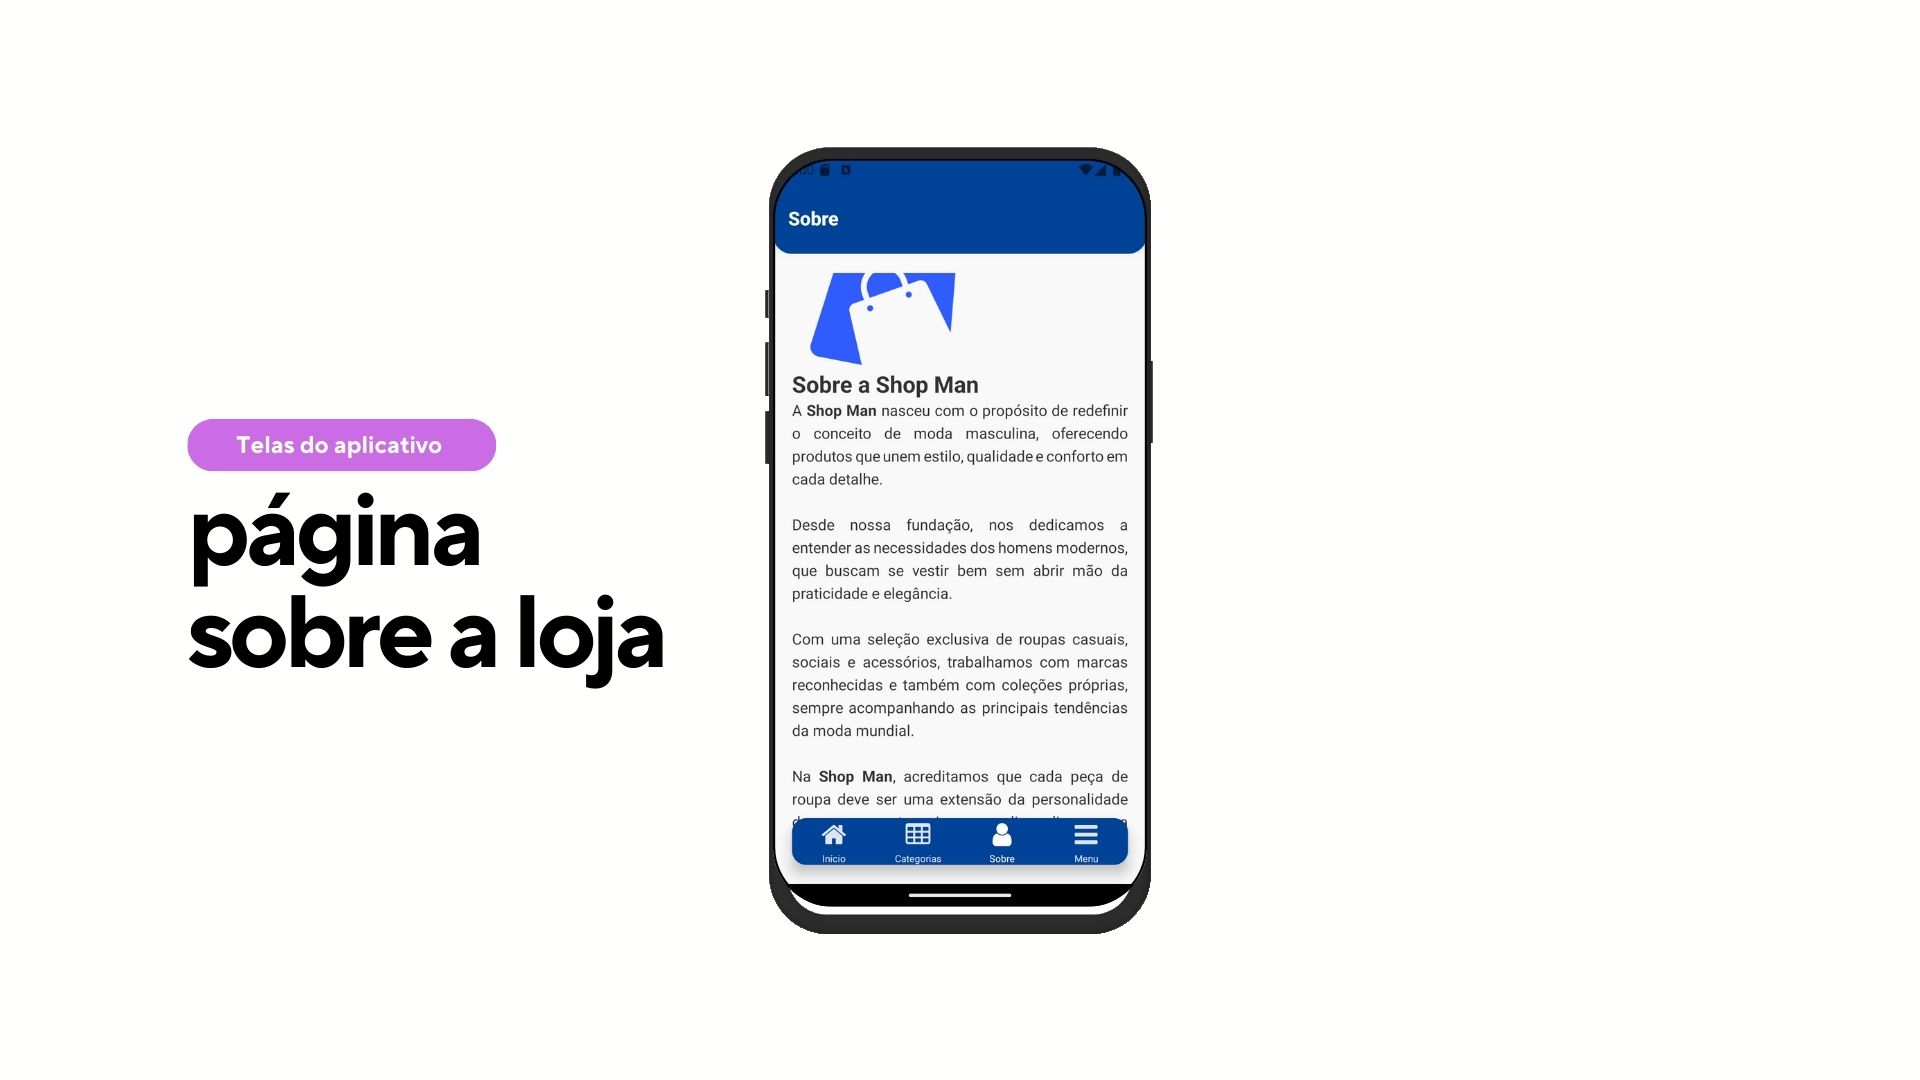 Telas do aplicativo
página
sobre a loja
Sobre
Sobre a Shop Man
A Shop Man nasceu com o propósito de redefinir
o conceito de moda masculina, oferecendo
produtos que unem estilo, qualidade e conforto em
cada detalhe.
Desde nossa fundação, nos dedicamos a
entender as necessidades dos homens modernos,
que buscam se vestir bem sem abrir mão da
praticidade e elegância.
Com uma seleção exclusiva de roupas casuais,
sociais e acessórios, trabalhamos com marcas
reconhecidas e também com coleções próprias,
sempre acompanhando as principais tendências
da moda mundial.
Na Shop Man, acreditamos que cada peça de
roupa deve ser uma extensão da personalidade
Início
Categorias
Sobre
Menu